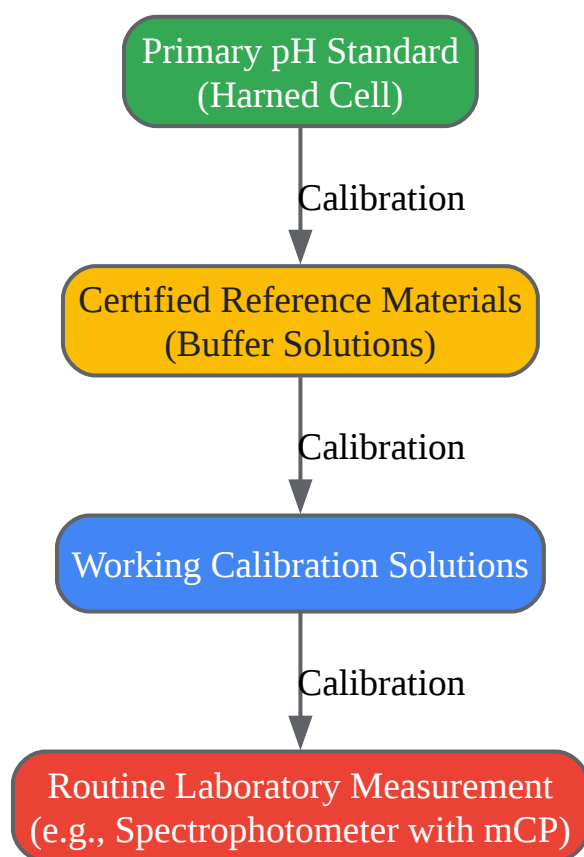 Primary pH Standard
(Harned Cell)
Calibration
Certified Reference Materials
(Buffer Solutions)
Calibration
Working Calibration Solutions
Calibration
Routine Laboratory Measurement
(e.g., Spectrophotometer with mCP)